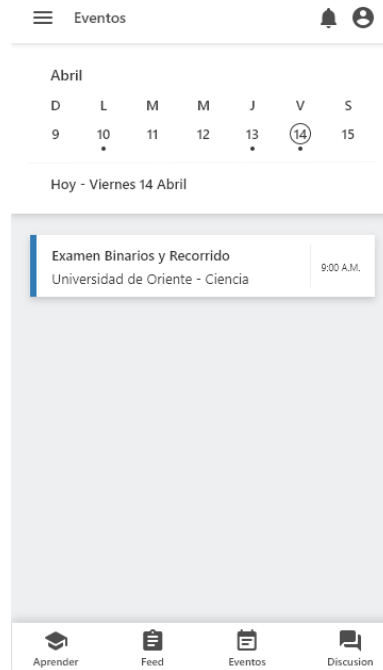 Eventos
Abril
D L M M J V S
9 10 11 12 13 14 15
Hoy - Viernes 14 Abril
Examen Binarios y Recorrido
Universidad de Oriente - Ciencia
9:00 A.M.
Aprender Feed Eventos Discusion